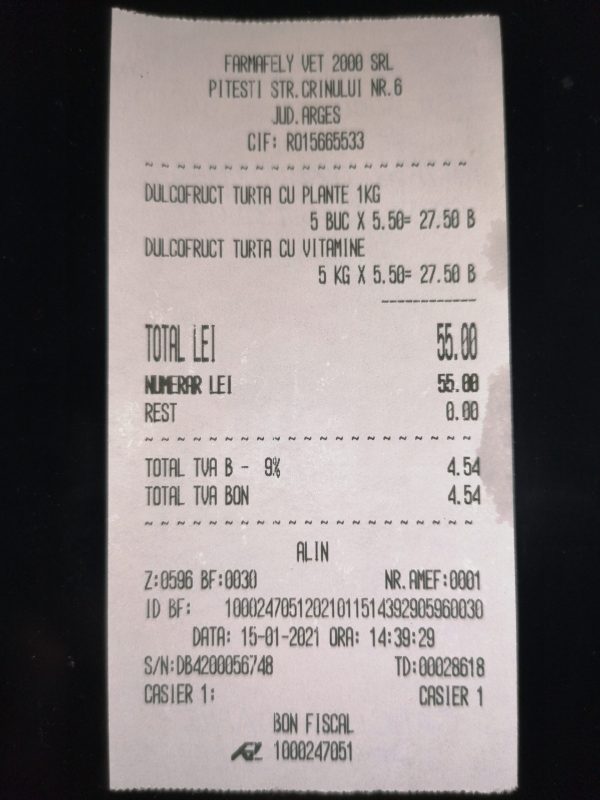 FARMAFELY VET 2000 SRL
PITESTI STR.CRINULUI NR.6
JUD.ARGES
CIF: RO15665533
~ ~ ~ ~ ~ ~ ~ ~ ~ ~ ~ ~ ~ ~ ~ ~ ~ ~ ~ ~
DULCOFRUCT TURTA CU PLANTE 1KG
5 BUC X 5.50= 27.50 B
DULCOFRUCT TURTA CU VITAMINE
5 KG X 5.50= 27.50 B
------------
TOTAL LEI 55.00
NUMERAR LEI 55.00
REST 0.00
~ ~ ~ ~ ~ ~ ~ ~ ~ ~ ~ ~ ~ ~ ~ ~ ~ ~ ~ ~
TOTAL TVA B - 9% 4.54
TOTAL TVA BON 4.54
~ ~ ~ ~ ~ ~ ~ ~ ~ ~ ~ ~ ~ ~ ~ ~ ~ ~ ~ ~
ALIN
Z:0596 BF:0030 NR.AMEF:0001
ID BF: 10002470512021011514392905960030
DATA: 15-01-2021 ORA: 14:39:29
S/N:DB4200056748 TD:00028618
CASIER 1: CASIER 1
BON FISCAL
1000247051